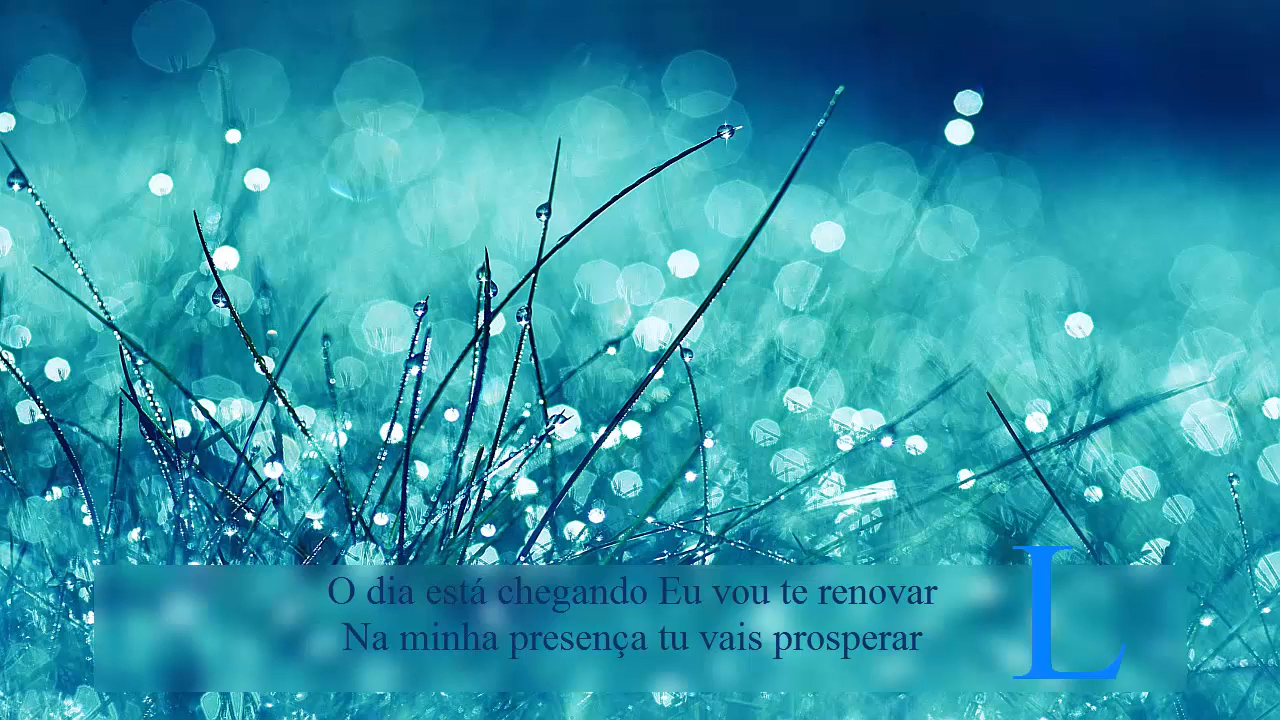 O dia está chegando Eu vou te renovar
Na minha presença tu vais prosperar
L